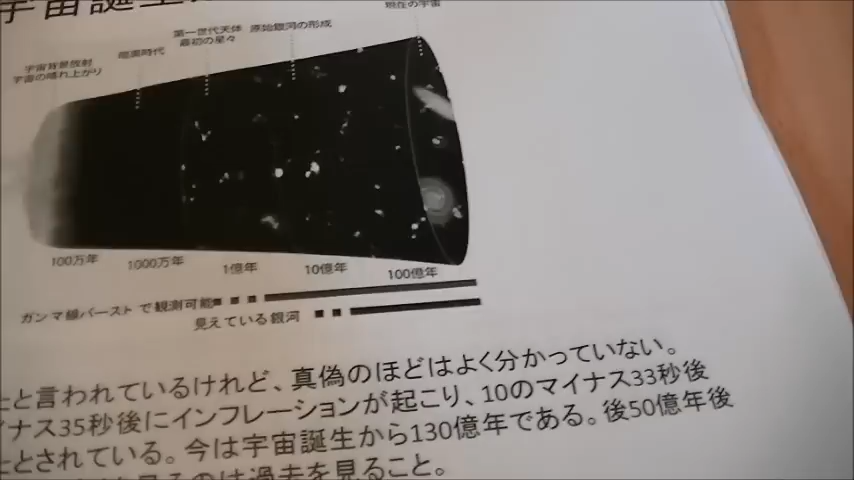 宇宙誕生
現在の宇宙
第一世代天体 原始銀河の形成
最初の星々
暗黒時代
宇宙背景放射
宇宙の晴れ上がり
100万年 1000万年 1億年 10億年 100億年
ガンマ線バーストで観測可能
見えている銀河
たと言われているけれど、真偽のほどはよく分かっていない。
イナス35秒後にインフレーションが起こり、10のマイナス33秒後
たとされている。今は宇宙誕生から130億年である。後50億年後
見るのは過去を見ること。